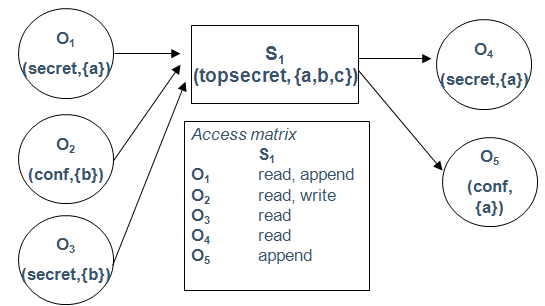 O1
(secret,{a})
S1
(topsecret, {a,b,c})
O4
(secret,{a})
O2
(conf,{b})
O5
(conf,
{a})
O3
(secret,{b})
Access matrix
S1
O1 read, append
O2 read, write
O3 read
O4 read
O5 append